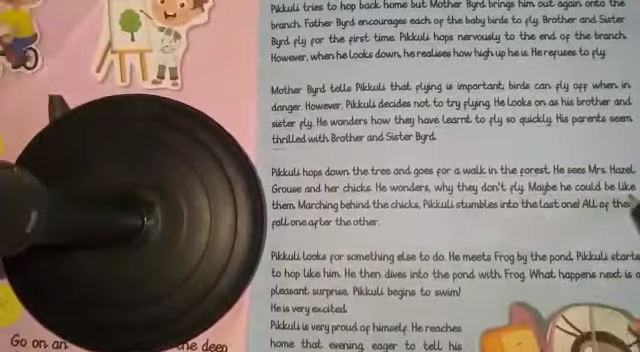 Pikkuli tries to hop back home but Mother Byrd brings him out again onto the
branch. Father Byrd encourages each of the baby birds to fly. Brother and Sister
Byrd fly for the first time. Pikkuli hops nervously to the end of the branch.
However, when he looks down, he realises how high up he is. He refuses to fly.
Mother Byrd tells Pikkuli that flying is important; birds can fly off when in
danger. However, Pikkuli decides not to try flying. He looks on as his brother and
sister fly. He wonders how they have learnt to fly so quickly. His parents seem
thrilled with Brother and Sister Byrd.
Pikkuli hops down the tree and goes for a walk in the forest. He sees Mrs. Hazel
Grouse and her chicks. He wonders, why they don't fly. Maybe he could be like
them. Marching behind the chicks, Pikkuli stumbles into the last one! All of
fall one after the other.
Pikkuli looks for something else to do. He meets Frog by the pond. Pikkuli starts
to hop like him. He then dives into the pond with Frog. What happens next is a
pleasant surprise. Pikkuli begins to swim!
He is very excited.
Pikkuli is very proud of himself. He reaches
home that evening, eager to tell his
Go on an
the deep